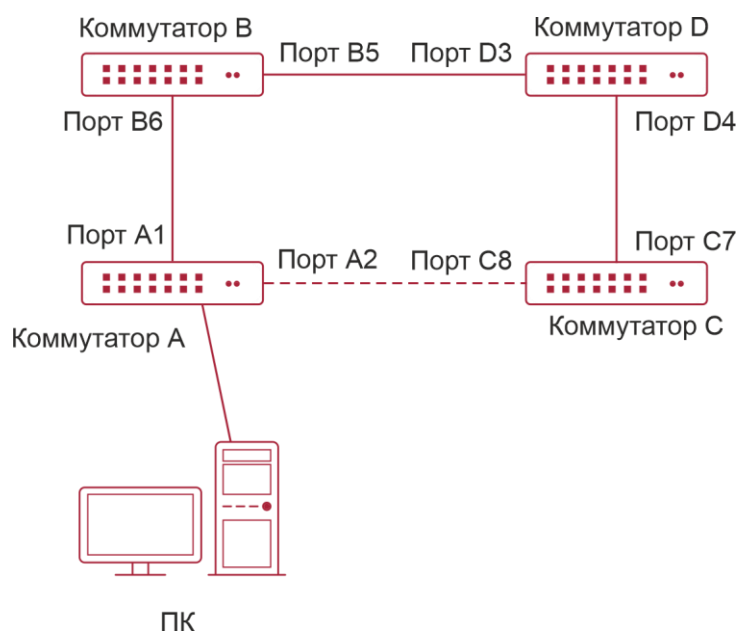 Коммутатор B
Коммутатор D
Порт B5
Порт D3
Порт B6
Порт D4
Порт A1
Порт C7
Порт A2
Порт C8
Коммутатор A
Коммутатор C
ПК